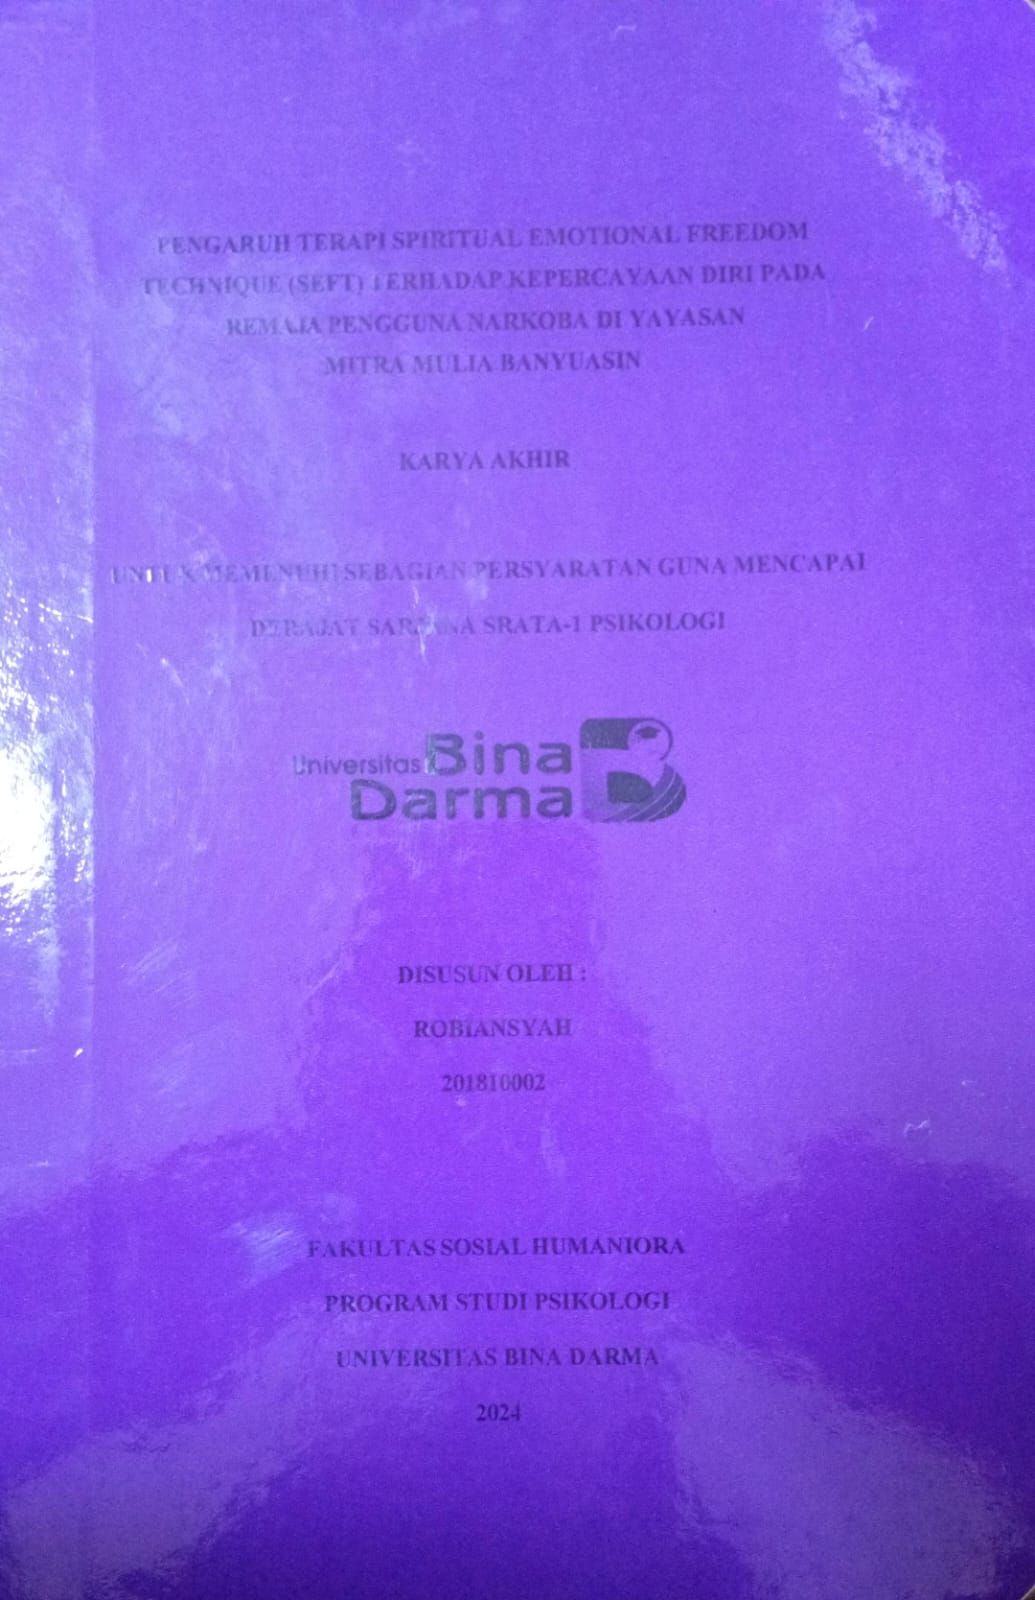 PENGARUH TERAPI SPIRITUAL EMOTIONAL FREEDOM
TECHNIQUE (SEFT) TERHADAP KEPERCAYAAN DIRI PADA
REMAJA PENGGUNA NARKOBA DI YAYASAN
MITRA MULIA BANYUASIN
KARYA AKHIR
UNTUK MEMENUHI SEBAGIAN PERSYARATAN GUNA MENCAPAI
DERAJAT SARJANA SRATA-1 PSIKOLOGI
Universitas Bina
Darma
DISUSUN OLEH :
ROBIANSYAH
201810002
FAKULTAS SOSIAL HUMANIORA
PROGRAM STUDI PSIKOLOGI
UNIVERSITAS BINA DARMA
2024